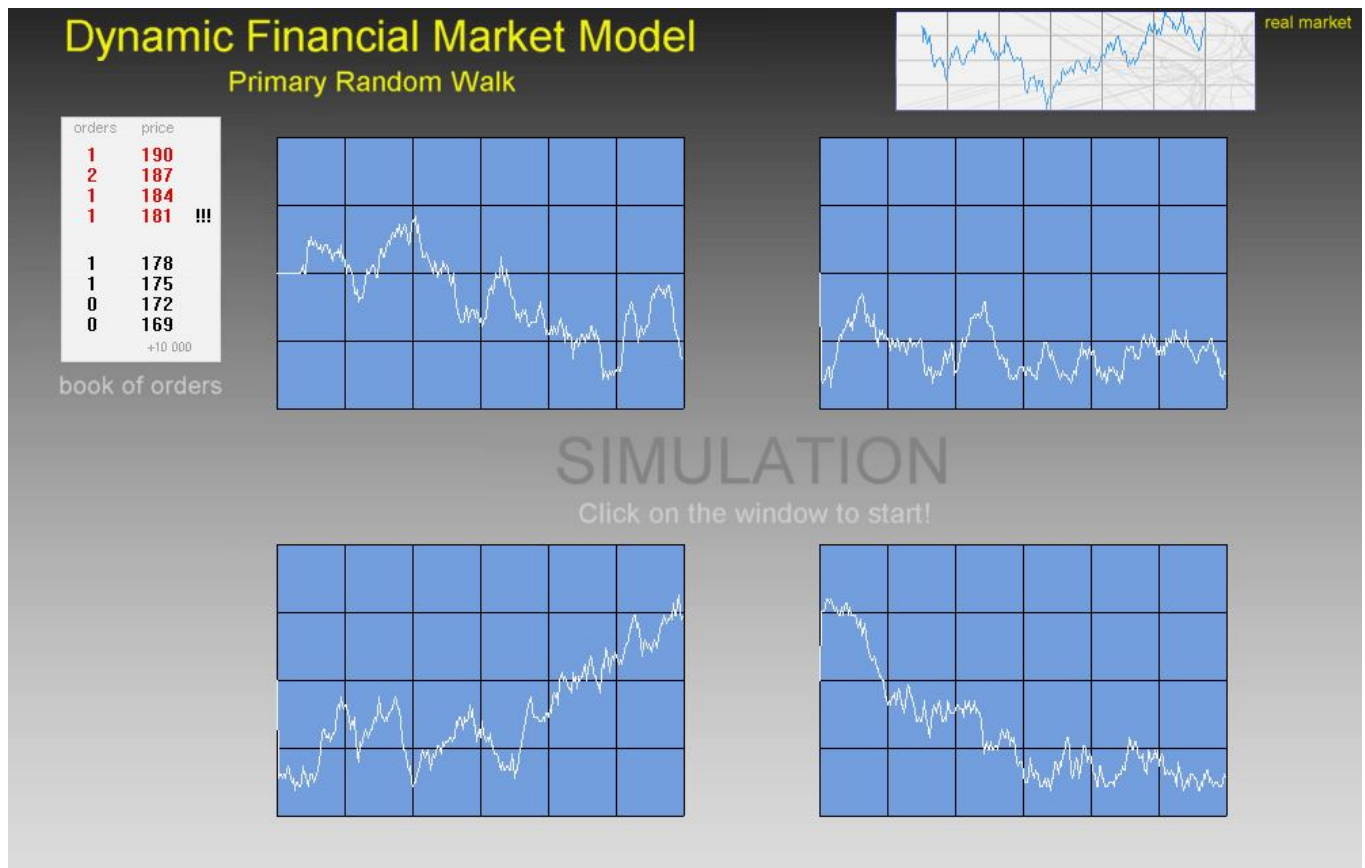 Dynamic Financial Market Model
Primary Random Walk
real market
orders price
1 190
2 187
1 184
1 181 !!!
1 178
1 175
0 172
0 169
+10 000
book of orders
SIMULATION
Click on the window to start!